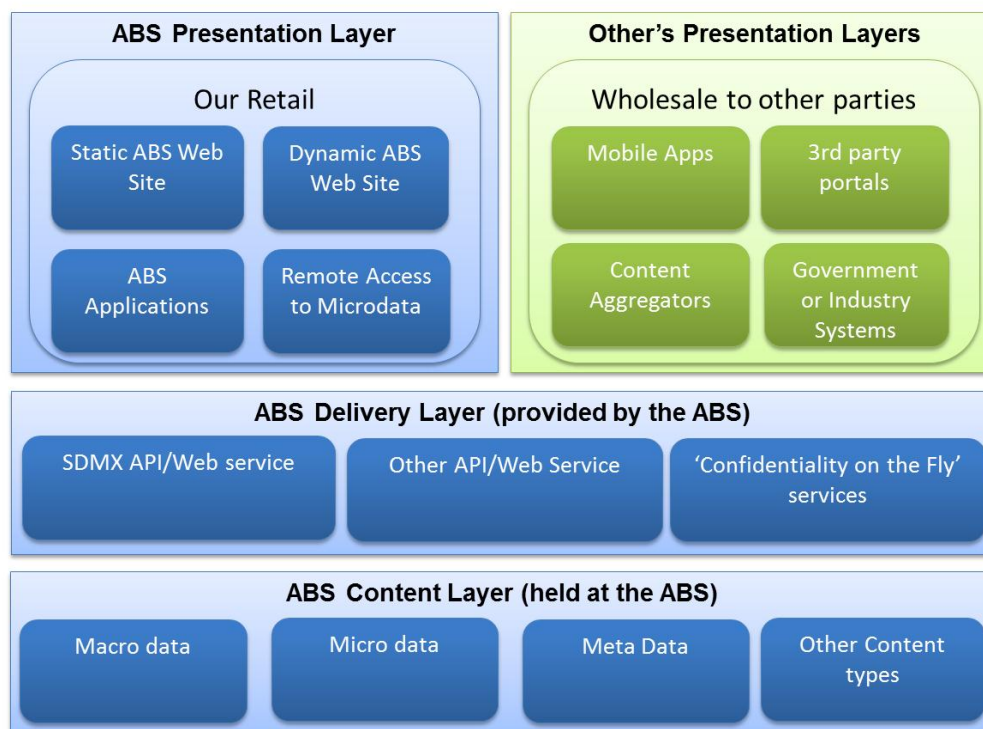 ABS Presentation Layer
Our Retail
Static ABS Web
Site
Dynamic ABS
Web Site
ABS
Applications
Remote Access
to Microdata
Other’s Presentation Layers
Wholesale to other parties
Mobile Apps
3rd party
portals
Content
Aggregators
Government
or Industry
Systems
ABS Delivery Layer (provided by the ABS)
SDMX API/Web service
Other API/Web Service
‘Confidentiality on the Fly’
services
ABS Content Layer (held at the ABS)
Macro data
Micro data
Meta Data
Other Content
types